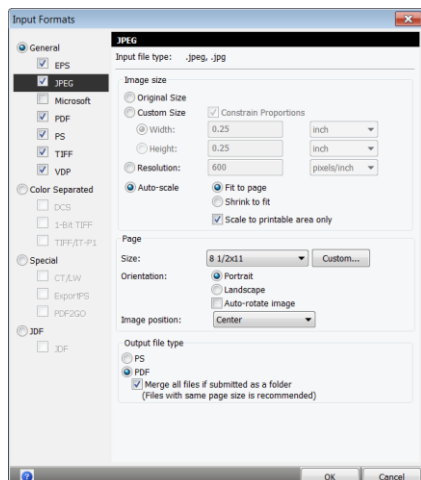 Input Formats
General
EPS
JPEG
Microsoft
PDF
PS
TIFF
VDP
Color Separated
DCS
1-Bit TIFF
TIFF/IT-P1
Special
CT/LW
ExportPS
PDF2GO
JDF
JDF
JPEG
Input file type: .jpeg, .jpg
Image size
Original Size
Custom Size Constrain Proportions
Width: 0.25 inch
Height: 0.25 inch
Resolution: 600 pixels/inch
Auto-scale Fit to page
Shrink to fit
Scale to printable area only
Page
Size: 8 1/2x11 Custom...
Orientation: Portrait
Landscape
Auto-rotate image
Image position: Center
Output file type
PS
PDF
Merge all files if submitted as a folder
(Files with same page size is recommended)
? OK Cancel